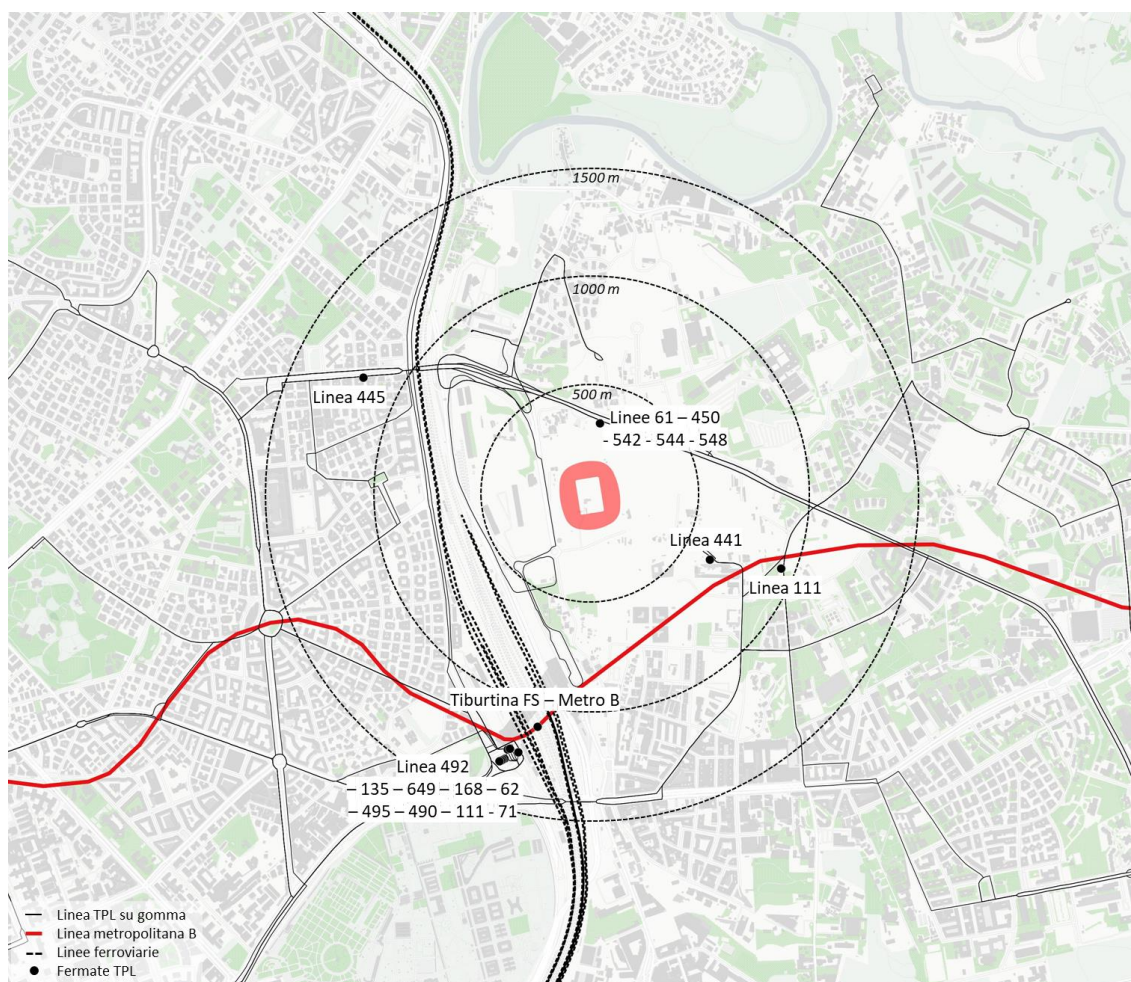 1500 m
1000 m
500 m
Linea 445
Linee 61 – 450
- 542 - 544 - 548
Linea 441
Linea 111
Tiburtina FS – Metro B
Linea 492
– 135 – 649 – 168 – 62
– 495 – 490 – 111 - 71
Linea TPL su gomma
Linea metropolitana B
Linee ferroviarie
Fermate TPL